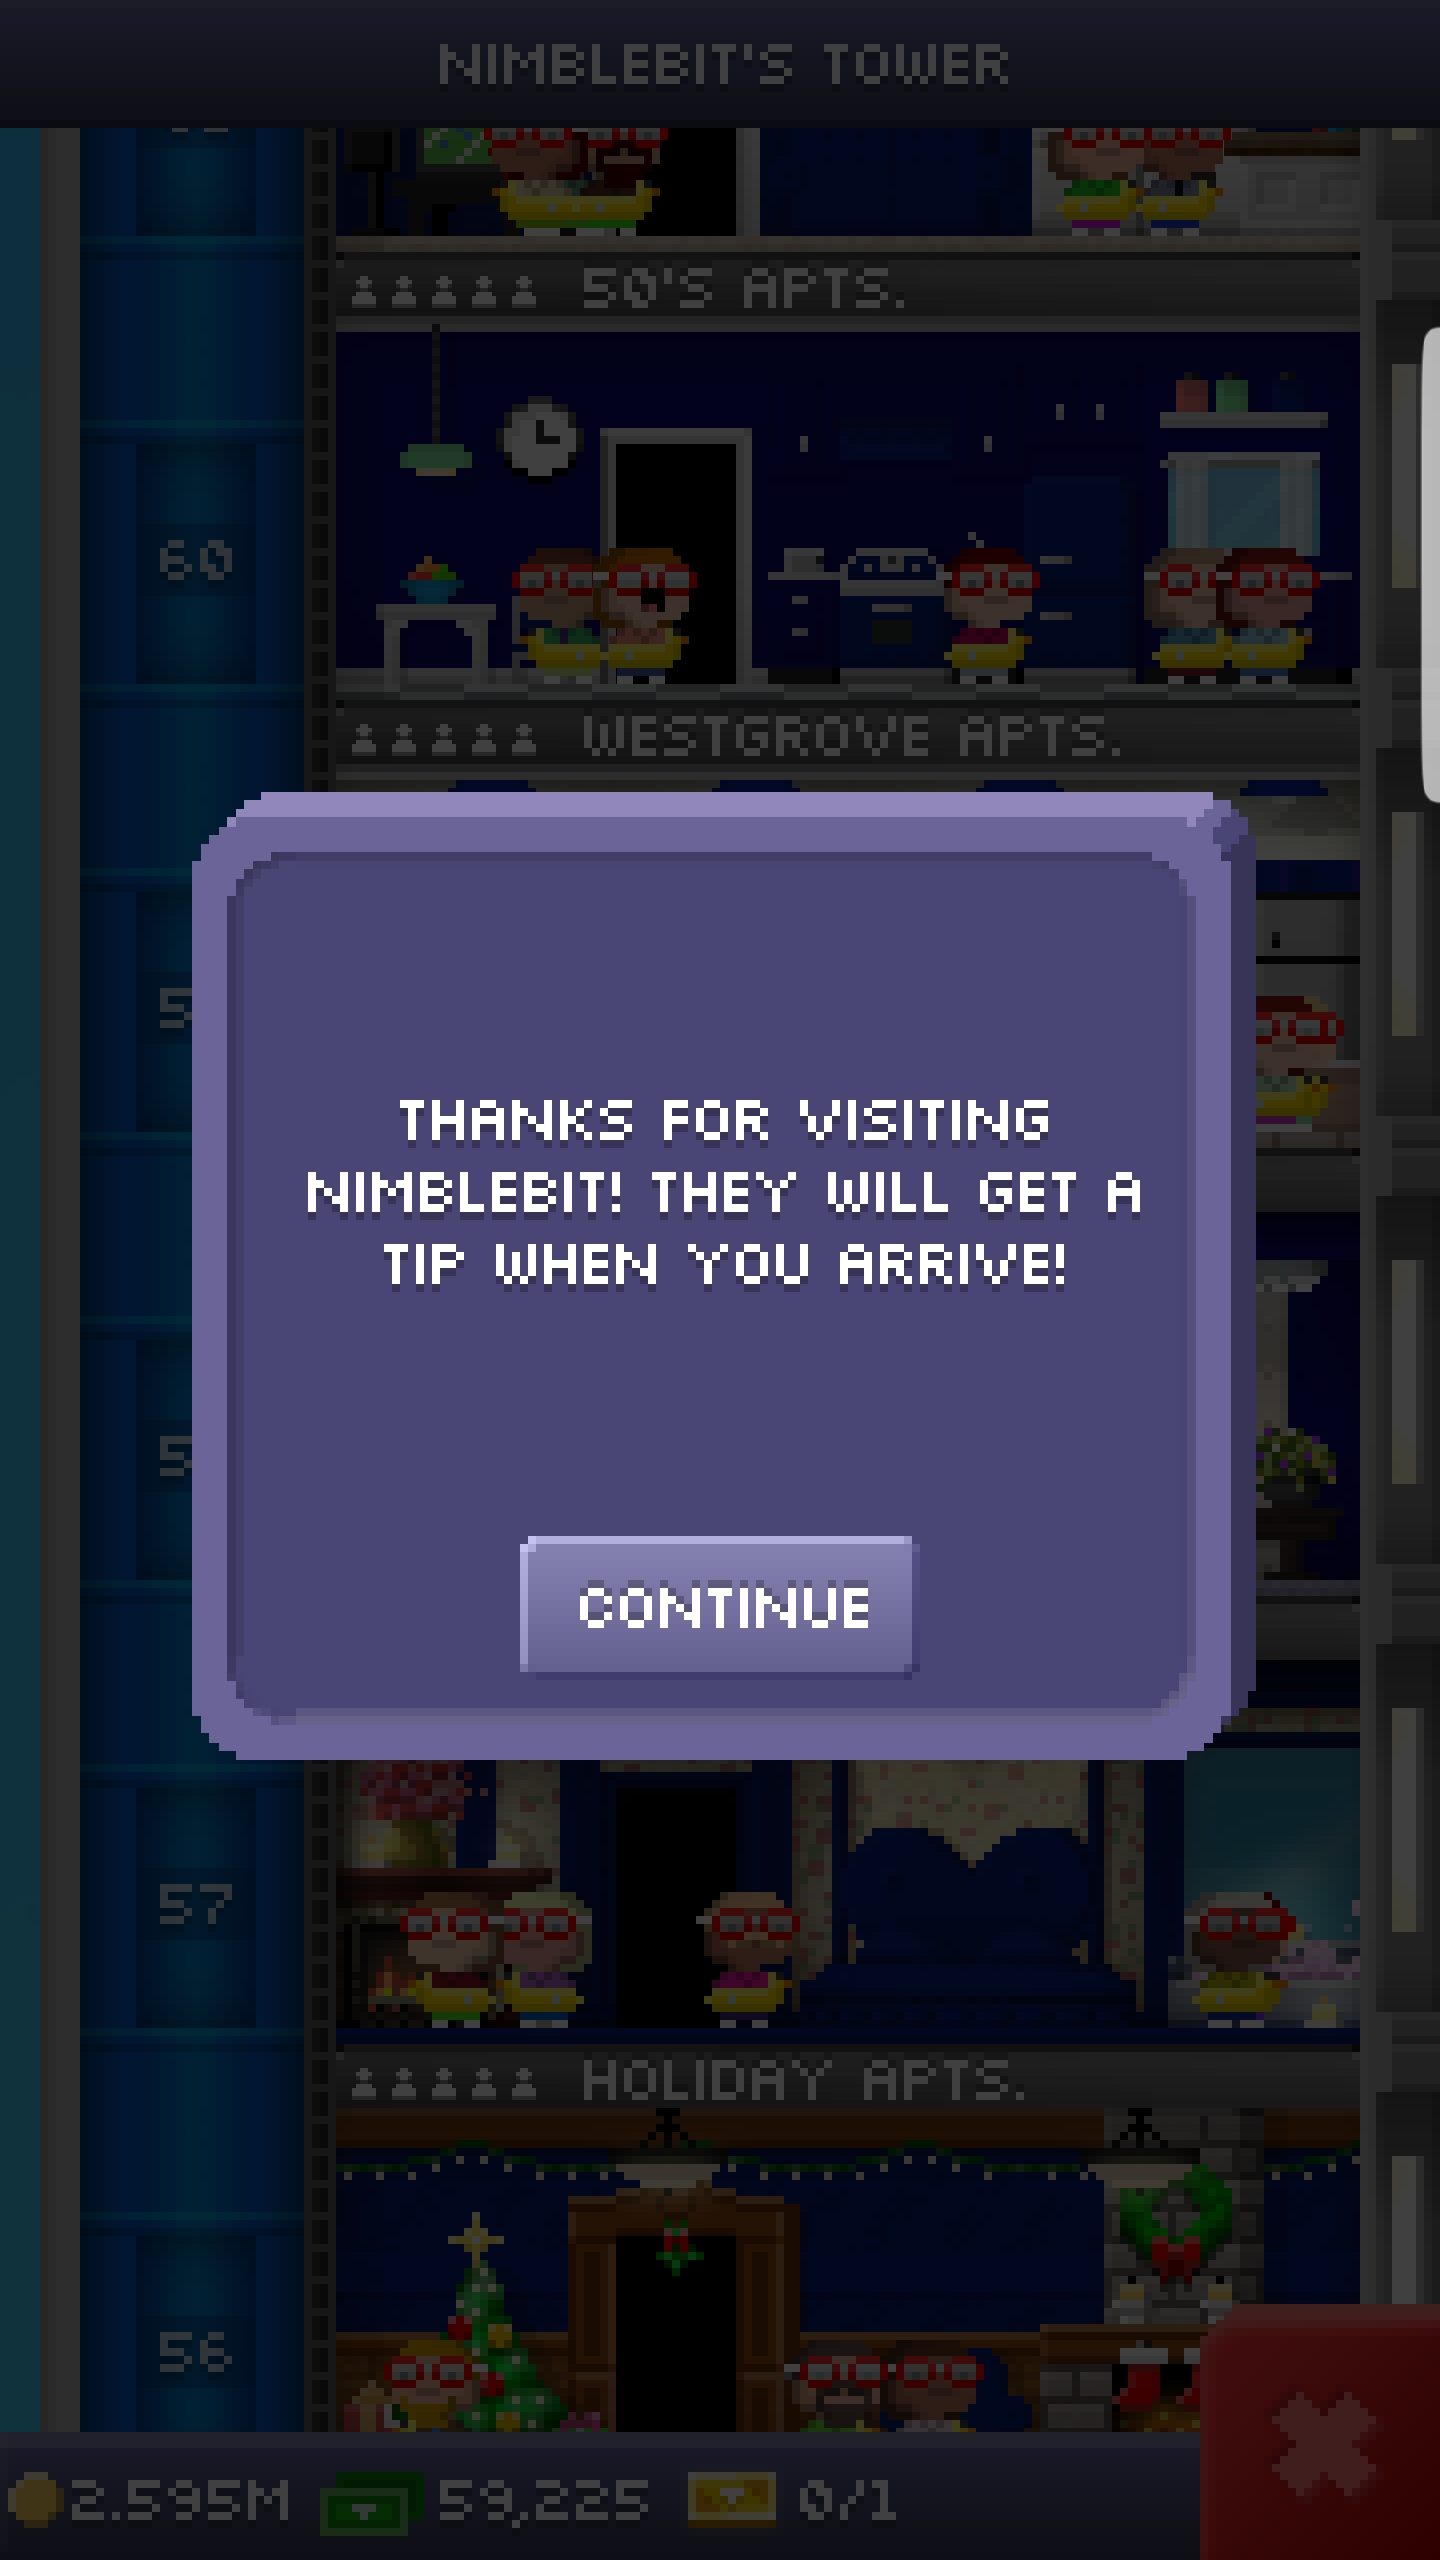 NIMBLEBIT'S TOWER
50'S APTS.
60
WESTGROVE APTS.
THANKS FOR VISITING
NIMBLEBIT! THEY WILL GET A
TIP WHEN YOU ARRIVE!
CONTINUE
57
HOLIDAY APTS.
56
2.595M 59,225 0/1